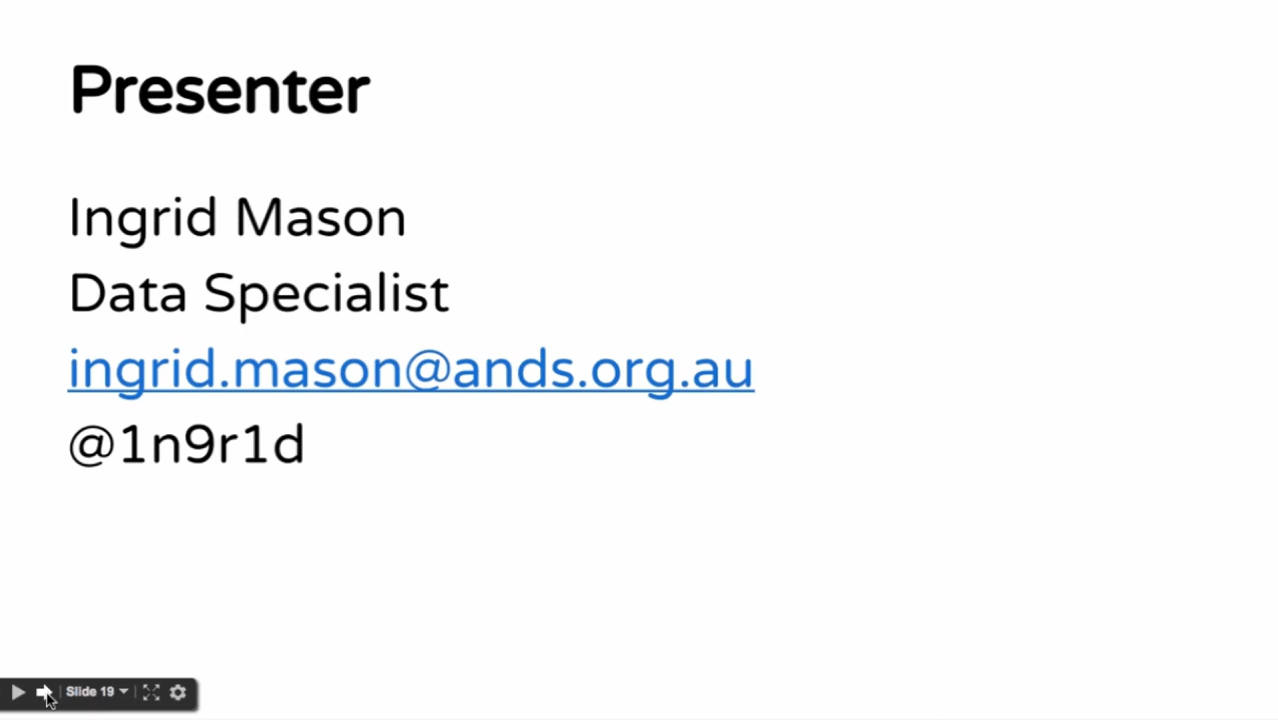 Presenter
Ingrid Mason
Data Specialist
ingrid.mason@ands.org.au
@1n9r1d
Slide 19